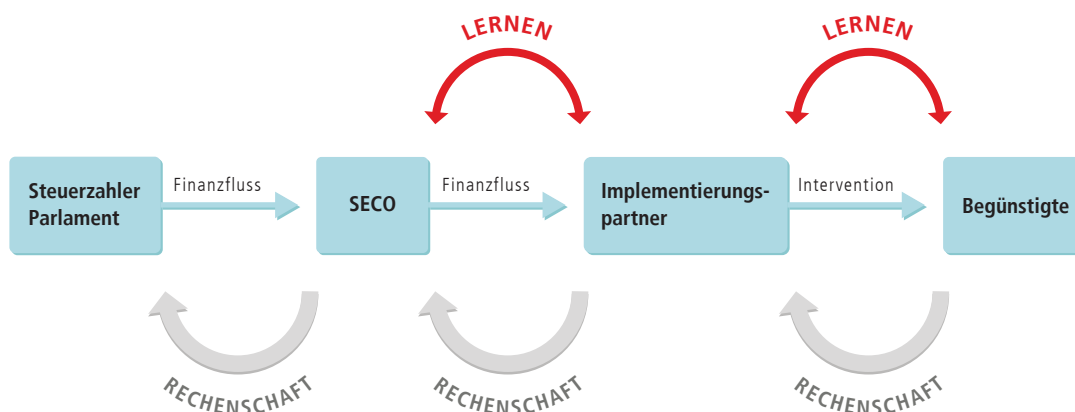 LERNEN
LERNEN
Steuerzahler
Parlament
Finanzfluss
SECO
Finanzfluss
Implementierungs-
partner
Intervention
Begünstigte
RECHENSCHAFT
RECHENSCHAFT
RECHENSCHAFT